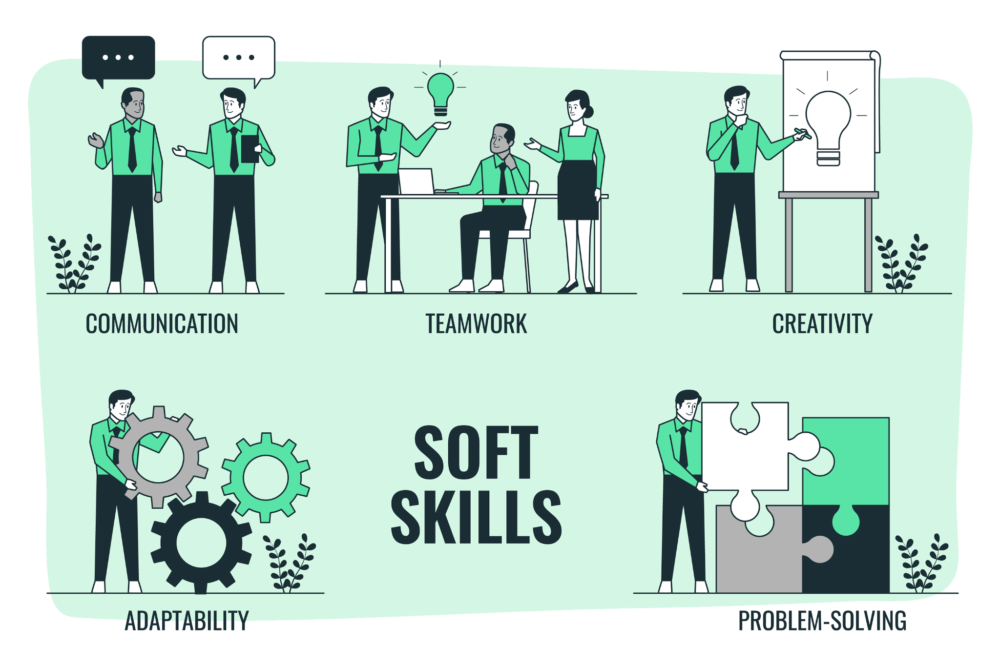 COMMUNICATION
TEAMWORK
CREATIVITY
ADAPTABILITY
SOFT
SKILLS
PROBLEM-SOLVING